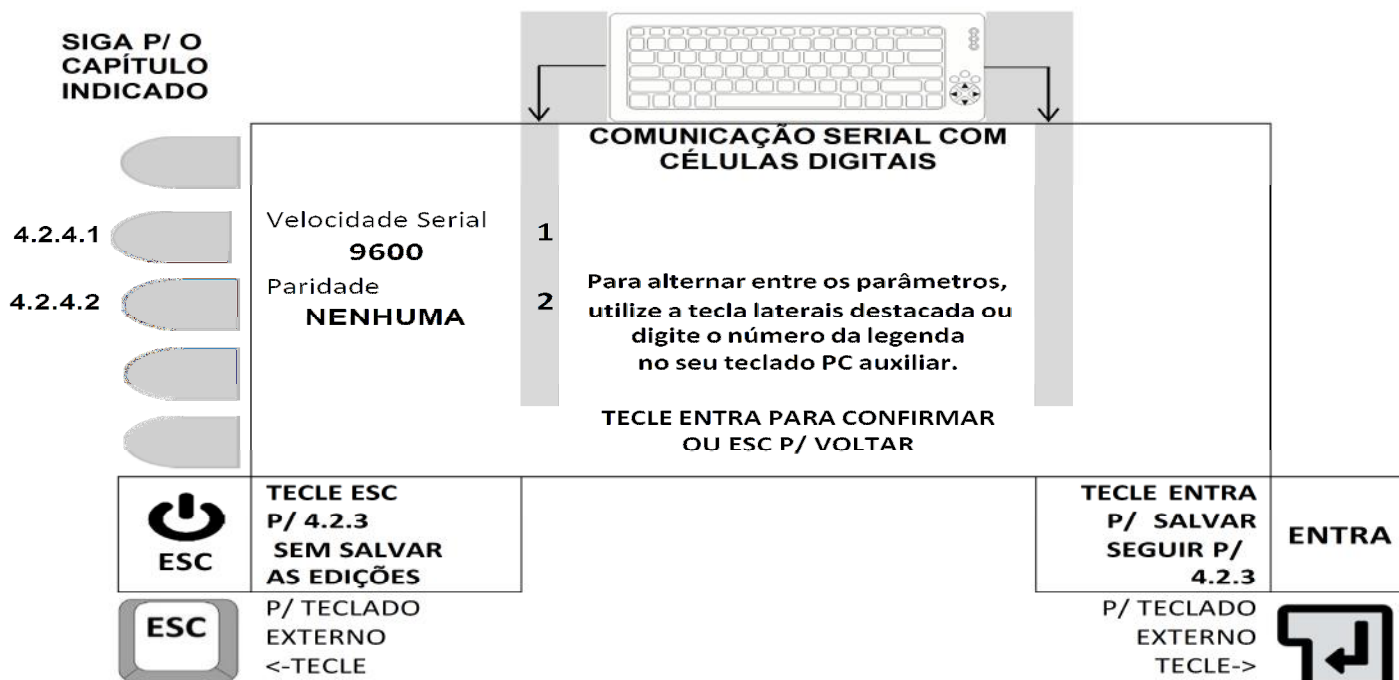 SIGA P/ O
CAPÍTULO
INDICADO
COMUNICAÇÃO SERIAL COM
CÉLULAS DIGITAIS
4.2.4.1
Velocidade Serial
9600
1
4.2.4.2
Paridade
NENHUMA
2
Para alternar entre os parâmetros,
utilize a tecla laterais destacada ou
digite o número da legenda
no seu teclado PC auxiliar.
TECLE ENTRA PARA CONFIRMAR
OU ESC P/ VOLTAR
ESC
TECLE ESC
P/ 4.2.3
SEM SALVAR
AS EDIÇÕES
TECLE ENTRA
P/ SALVAR
SEGUIR P/
4.2.3
ENTRA
ESC
P/ TECLADO
EXTERNO
<-TECLE
P/ TECLADO
EXTERNO
TECLE->